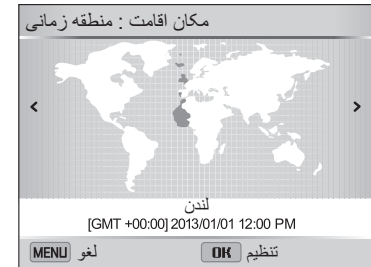 مکان اقامت : منطقه زمانی
لندن
[GMT +00:00] 2013/01/01 12:00 PM
تنظیم OK لغو MENU